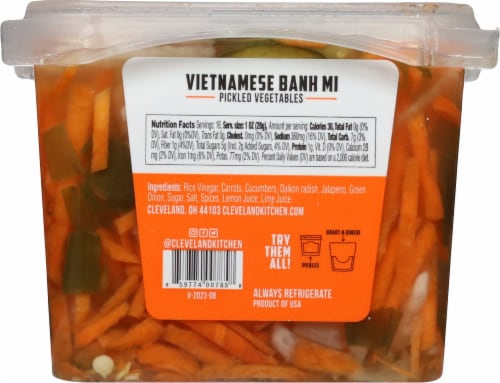 VIETNAMESE BANH MI
PICKLED VEGETABLES
Nutrition Facts Servings: 16, Serv. size: 1 OZ (28g), Amount per serving: Calories 30, Total Fat 0g (0%
DV), Sat. Fat 0g (0%DV), Trans Fat 0g, Cholest. 0mg (0% DV), Sodium 360mg (16% DV), Total Carb. 7g (3%
DV), Fiber 1g (4%DV), Total Sugars 5g (Incl. 2g Added Sugars, 4% DV), Protein 1g, Vit. D (0% DV), Calcium
(2% DV), Iron 1mg (6% DV), Potas. 77mg (2% DV), Percent Daily Values (DV) are based on a 2,000 calorie diet.
Ingredients: Rice Vinegar, Carrots, Cucumbers, Daikon radish, Jalapeno, Green
Onion, Sugar, Salt, Spices, Lemon Juice, Lime Juice
CLEVELAND, OH 44103 CLEVELANDKITCHEN.COM
@CLEVELANDKITCHEN
TRY
THEM
ALL!
KRAUT & KIMCHI
PICKLES
8 59774 00785 9
V-2023-08
ALWAYS REFRIGERATE
PRODUCT OF USA